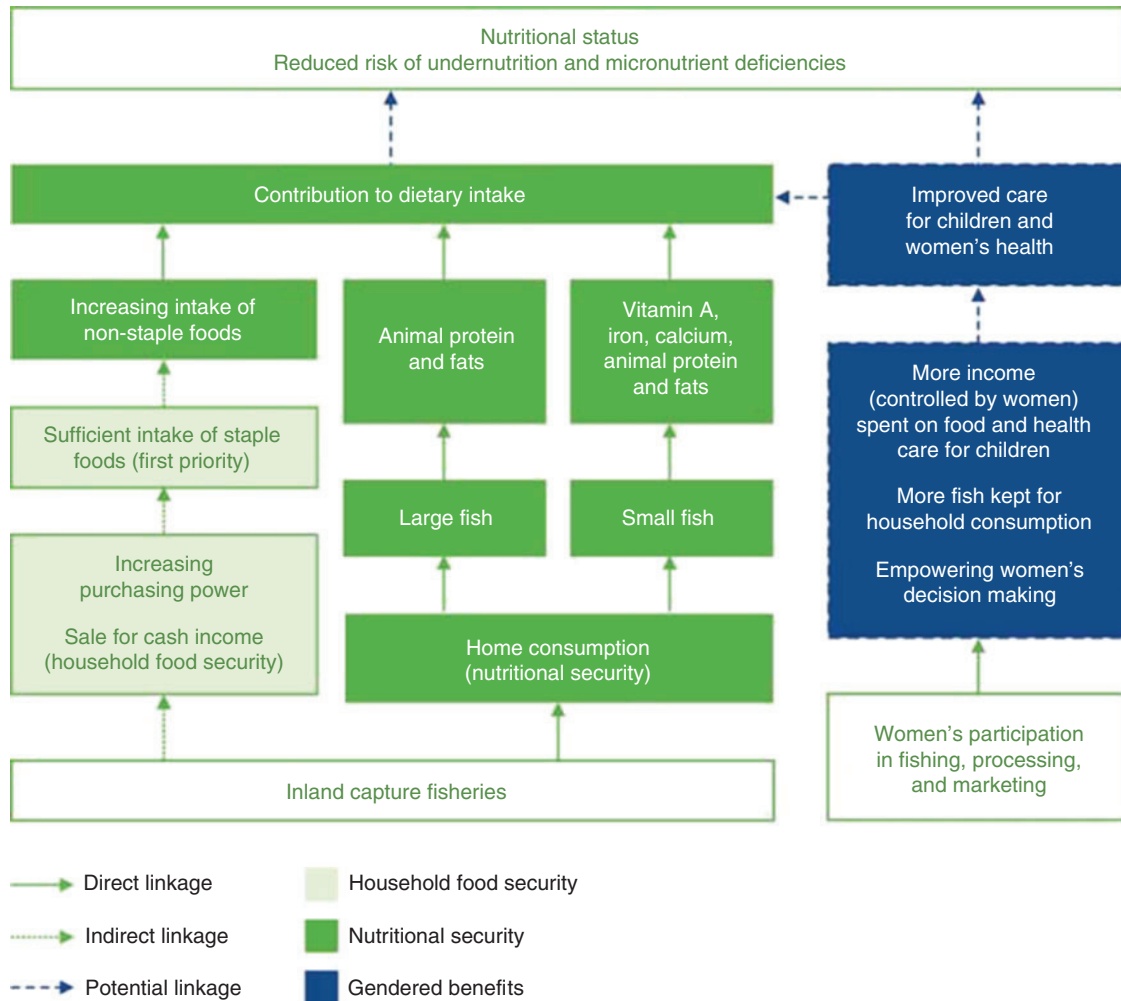 Nutritional status
Reduced risk of undernutrition and micronutrient deficiencies
Contribution to dietary intake
Improved care
for children and
women's health
Increasing intake of
non-staple foods
Animal protein
and fats
Vitamin A,
iron, calcium,
animal protein
and fats
More income
(controlled by women)
spent on food and health
care for children
More fish kept for
household consumption
Empowering women's
decision making
Sufficient intake of staple
foods (first priority)
Large fish
Small fish
Increasing
purchasing power
Sale for cash income
(household food security)
Home consumption
(nutritional security)
Women's participation
in fishing, processing,
and marketing
Inland capture fisheries
Direct linkage
Household food security
Indirect linkage
Nutritional security
Potential linkage
Gendered benefits